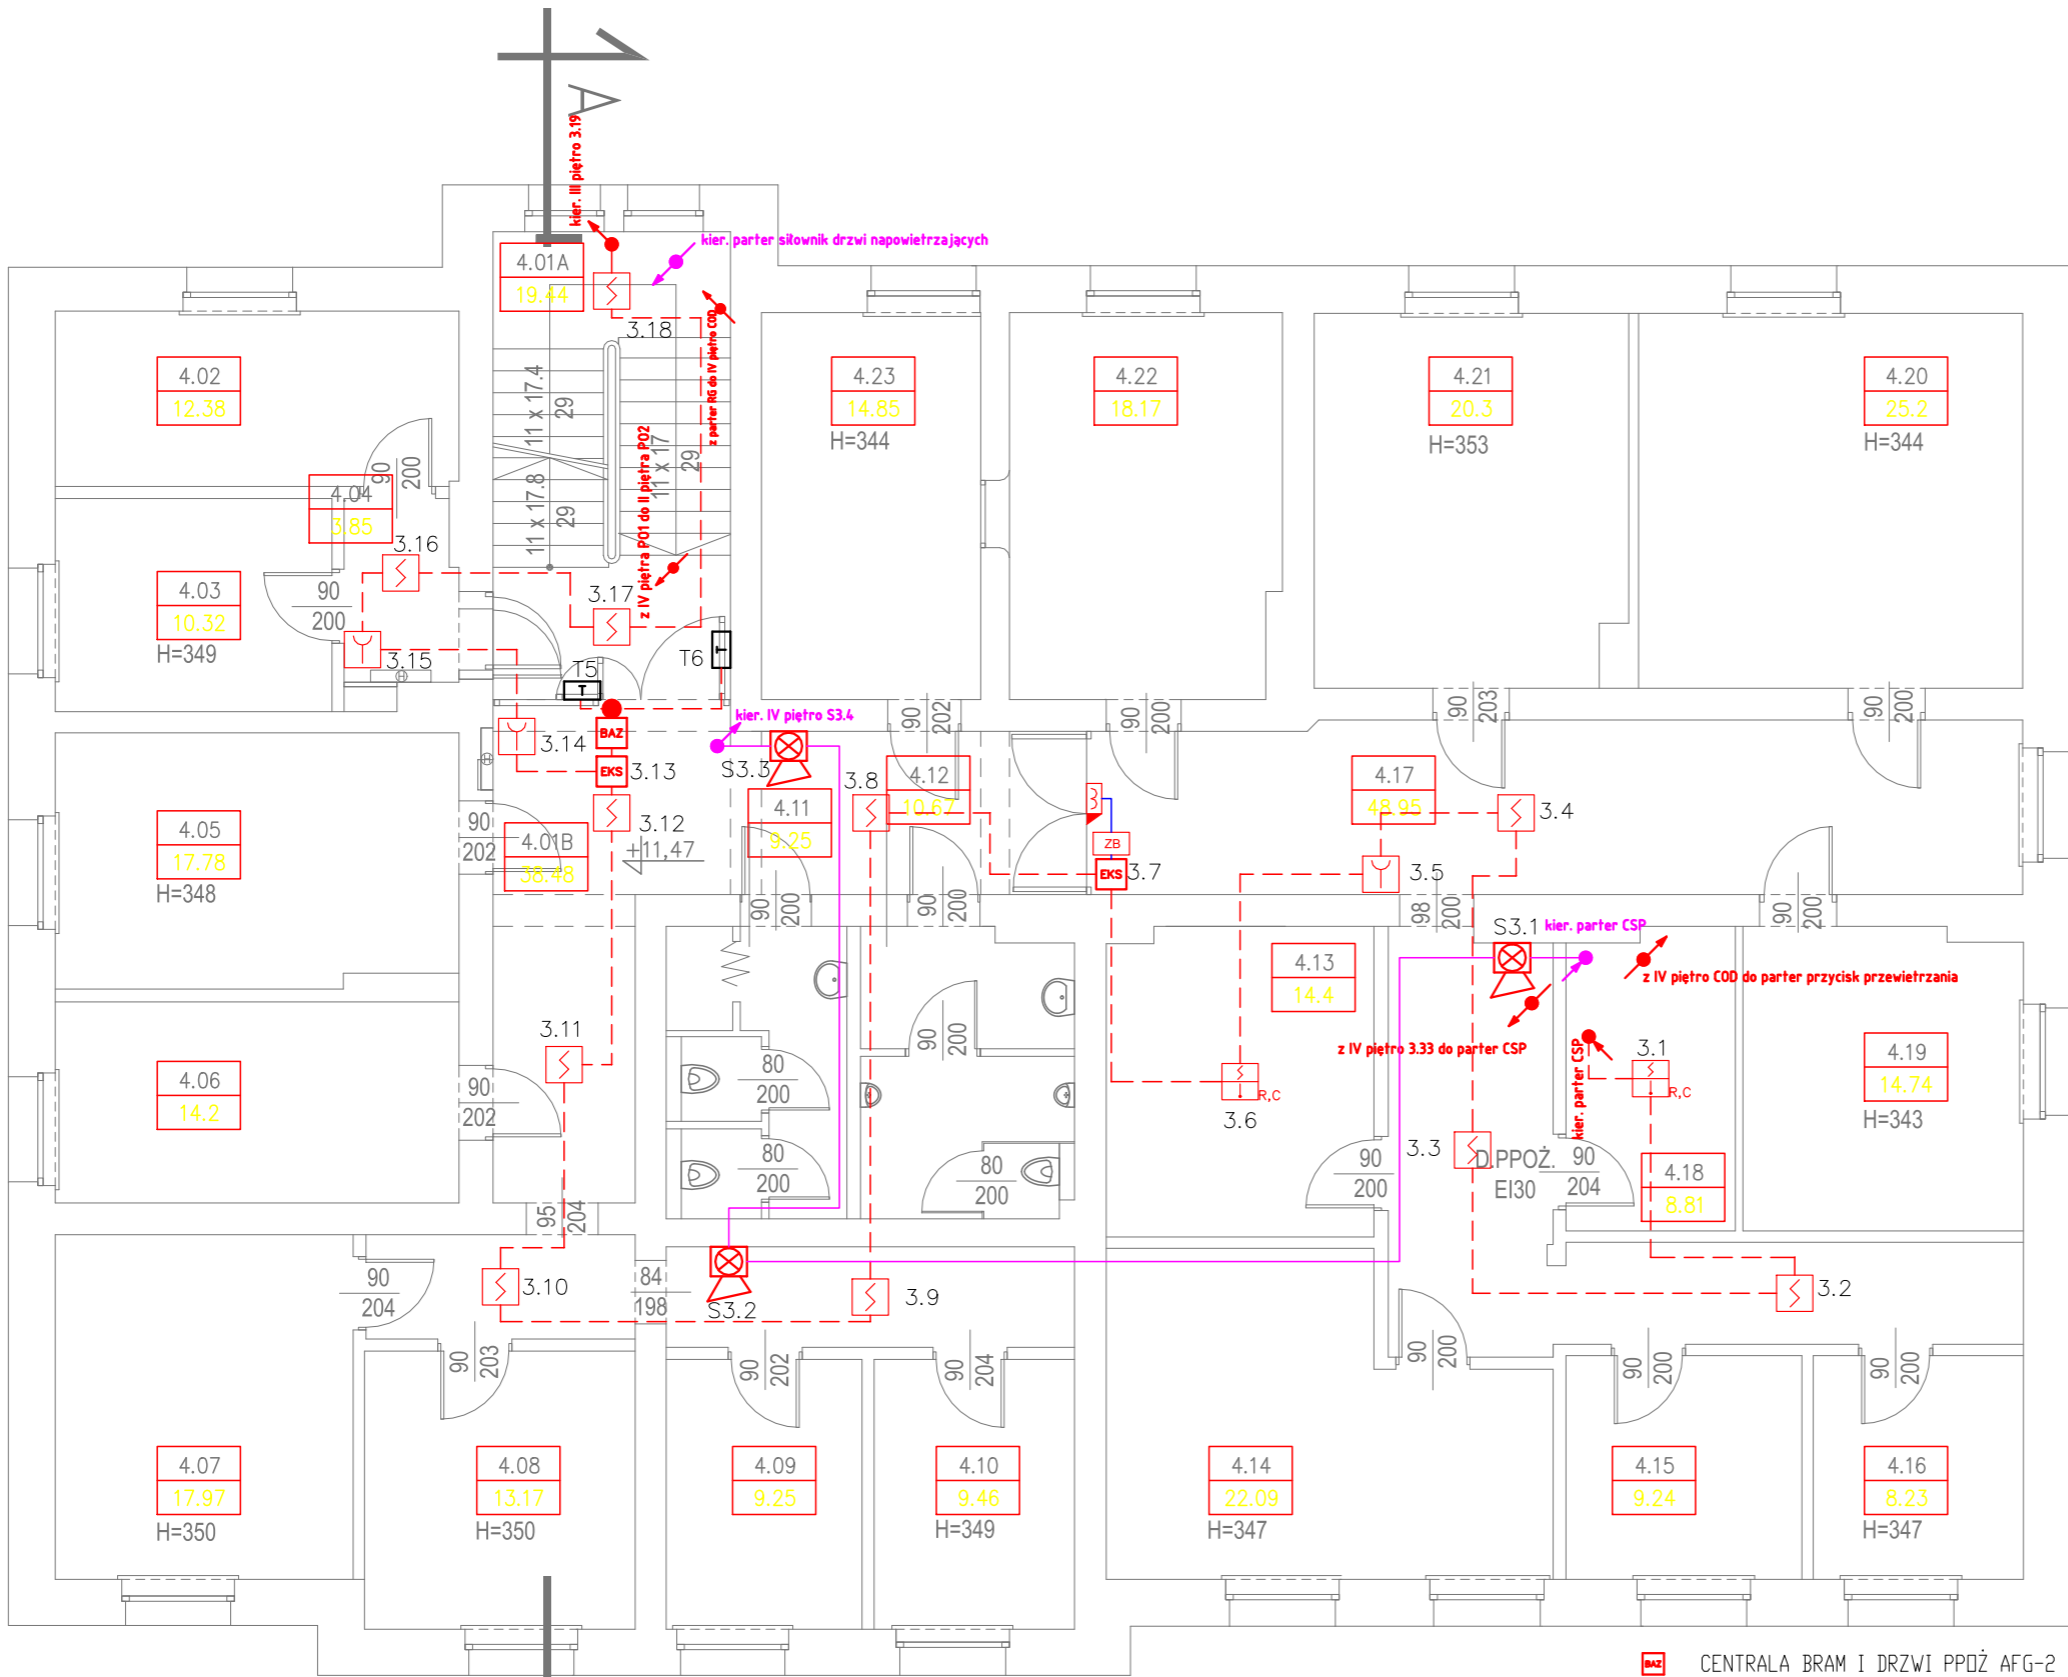 1
A
kier. III piętro 3.19
kier. parter siłownik drzwi napowietrzających
4.01A
19.44
3.18
z parter RG do IV piętro COD
11 x 17.4
29
11 x 17.8
29
11 x 17
29
z IV piętra PO1 do II piętra PO2
4.02
12.38
4.23
14.85
H=344
4.22
18.17
4.21
20.3
H=353
4.20
25.2
H=344
90
200
4.04
3.85
3.16
4.03
10.32
H=349
90
200
3.15
3.17
T5
T6
T
T
BAZ
EKS
3.14
3.13
3.12
kier. IV piętro S3.4
S3.3
90
202
90
200
90
203
90
200
4.05
17.78
H=348
90
202
4.01B
38.48
+11,47
4.11
9.25
3.8
4.12
10.67
ZB
EKS
3.7
4.17
48.95
3.4
3.5
90
200
90
200
98
200
90
200
S3.1
kier. parter CSP
z IV piętro COD do parter przycisk przewietrzania
z IV piętro 3.33 do parter CSP
kier. parter CSP
4.13
14.4
3.11
4.06
14.2
90
202
80
200
90
200
80
200
80
200
3.6
R,C
3.1
R,C
4.19
14.74
H=343
3.3
D.PPOŻ.
EI30
90
204
90
200
4.18
8.81
95
204
90
204
3.10
84
198
S3.2
3.9
3.2
90
203
90
202
90
204
90
200
90
200
90
200
4.07
17.97
H=350
4.08
13.17
H=350
4.09
9.25
4.10
9.46
H=349
4.14
22.09
H=347
4.15
9.24
4.16
8.23
H=347
BAZ CENTRALA BRAM I DRZWI PPOŻ AFG-2